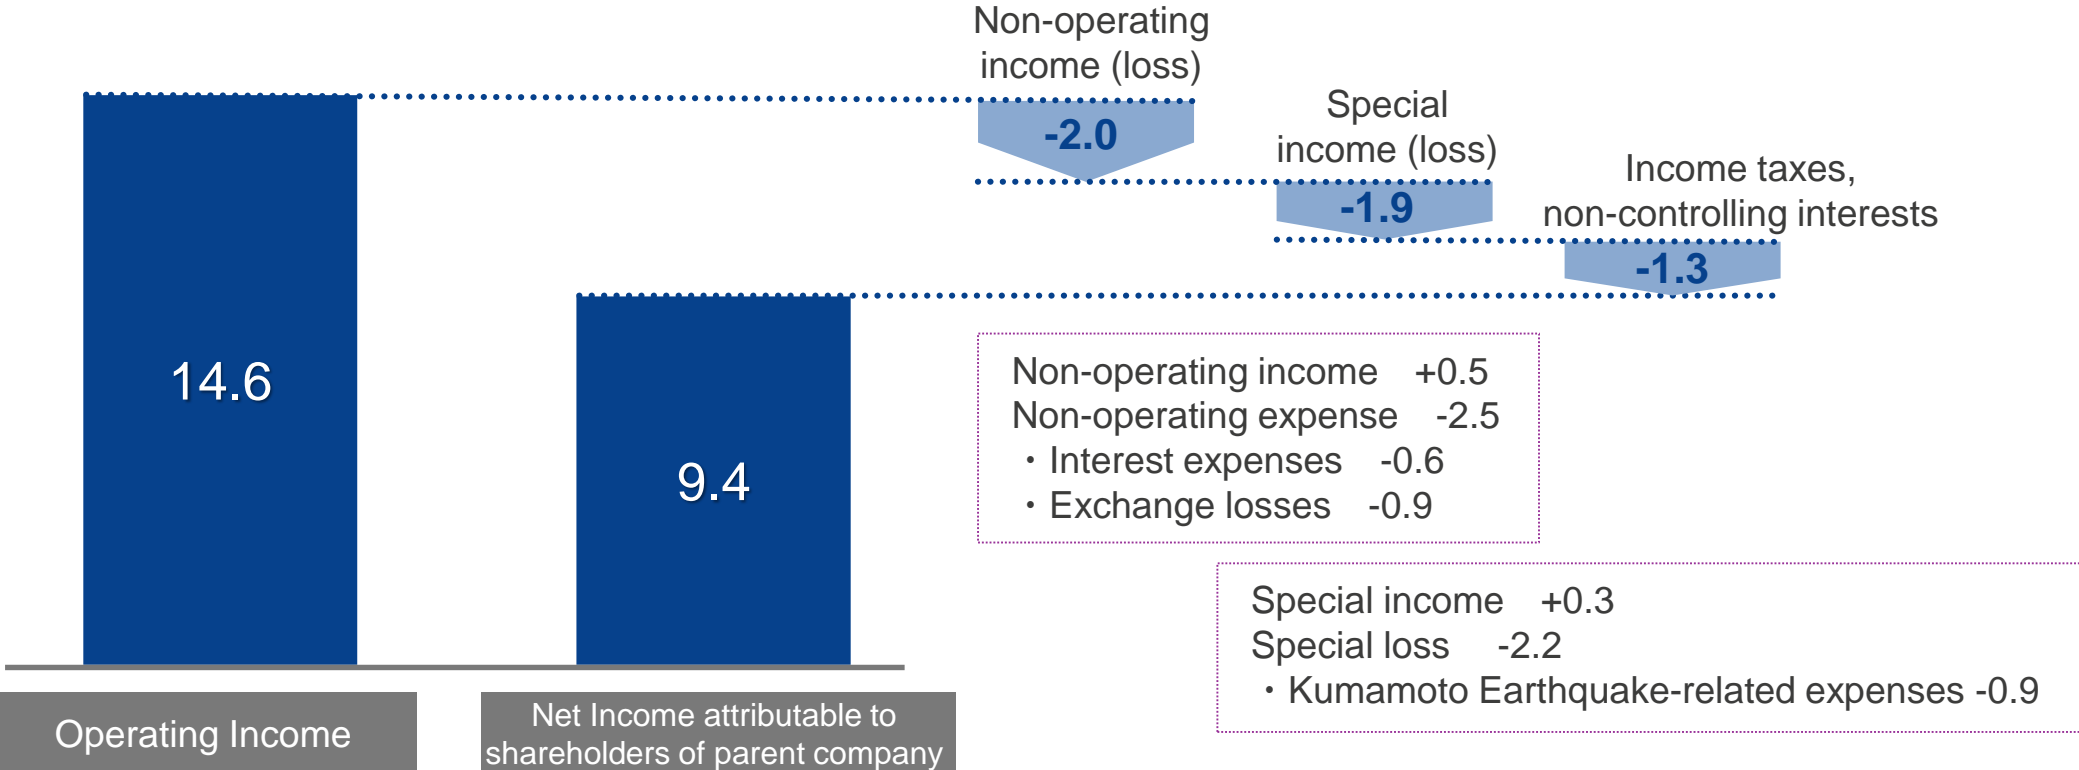 Non-operating
income (loss)
-2.0
Special
income (loss)
-1.9
Income taxes,
non-controlling interests
-1.3
14.6
9.4
Non-operating income +0.5
Non-operating expense -2.5
・Interest expenses -0.6
・Exchange losses -0.9
Special income +0.3
Special loss -2.2
・Kumamoto Earthquake-related expenses -0.9
Operating Income
Net Income attributable to
shareholders of parent company